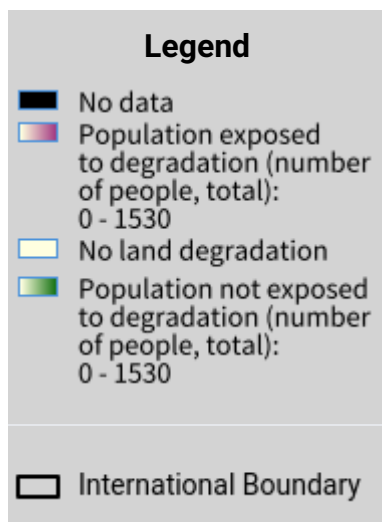 Legend
No data
Population exposed
to degradation (number
of people, total):
0 - 1530
No land degradation
Population not exposed
to degradation (number
of people, total):
0 - 1530
International Boundary